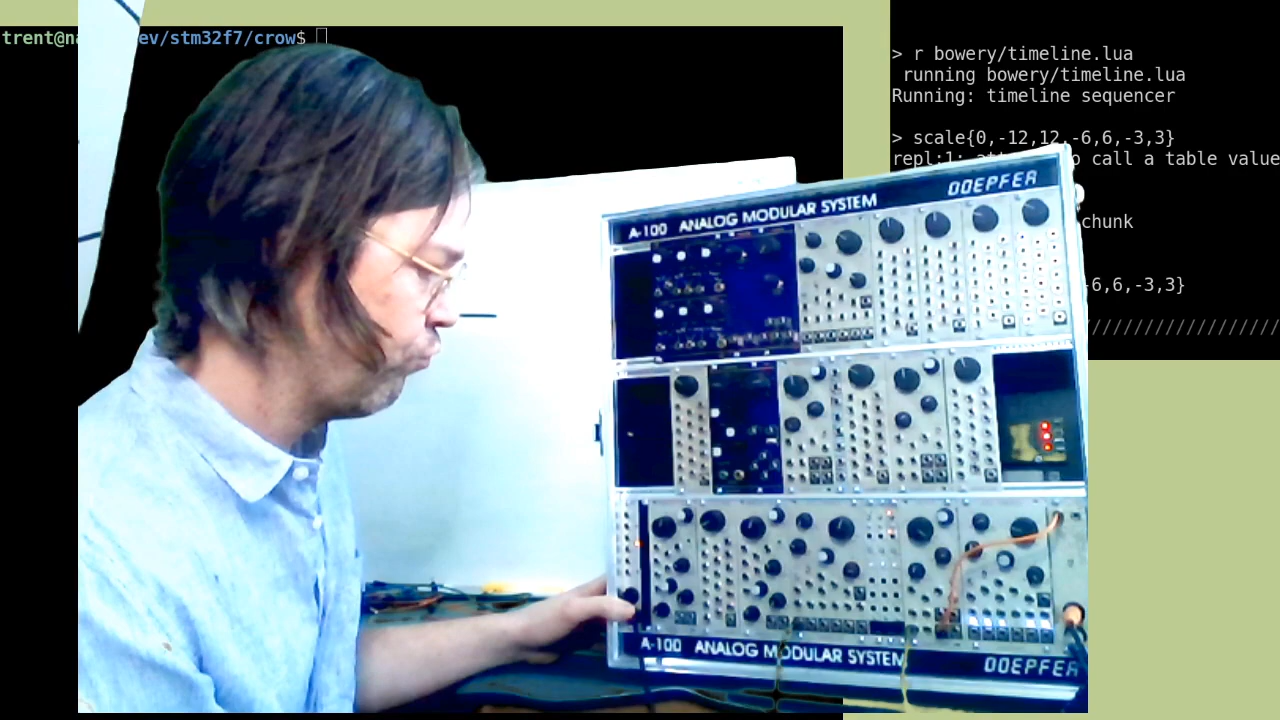 trent@na ev/stm32f7/crow$
> r bowery/timeline.lua
running bowery/timeline.lua
Running: timeline sequencer
> scale{0,-12,12,-6,6,-3,3}
repl:1: o call a table value
chunk
-6,6,-3,3}
//////////////////
A-100 ANALOG MODULAR SYSTEM DOEPFER
A-100 ANALOG MODULAR SYSTEM DOEPFER